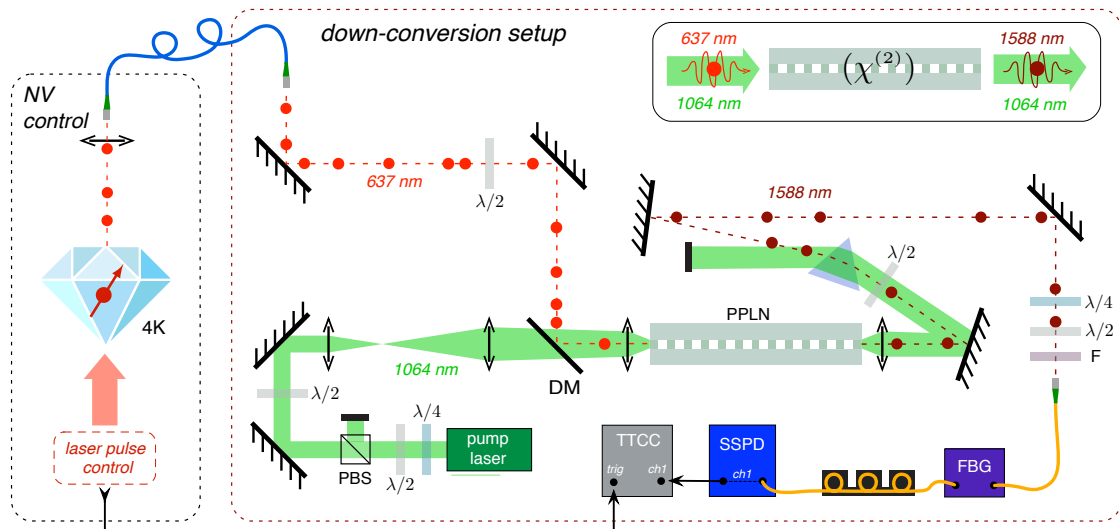 down-conversion setup
637 nm
1588 nm
(χ⁽²⁾)
1064 nm
1064 nm
NV
control
637 nm
λ/2
1588 nm
λ/2
4K
PPLN
λ/4
λ/2
F
1064 nm
DM
λ/2
laser pulse
control
λ/4
pump
laser
PBS
λ/2
TTCC
trig
ch1
SSPD
ch1
FBG